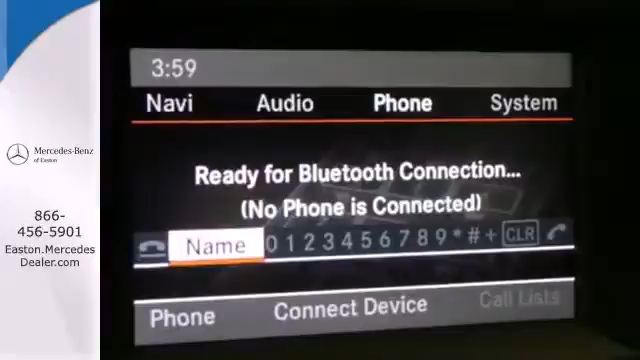 Mercedes-Benz
of Easton
866-
456-5901
Easton.Mercedes
Dealer.com
3:59
Navi Audio Phone System
Ready for Bluetooth Connection...
(No Phone is Connected)
Name 0 1 2 3 4 5 6 7 8 9 * # + CLR
Phone Connect Device Call Lists